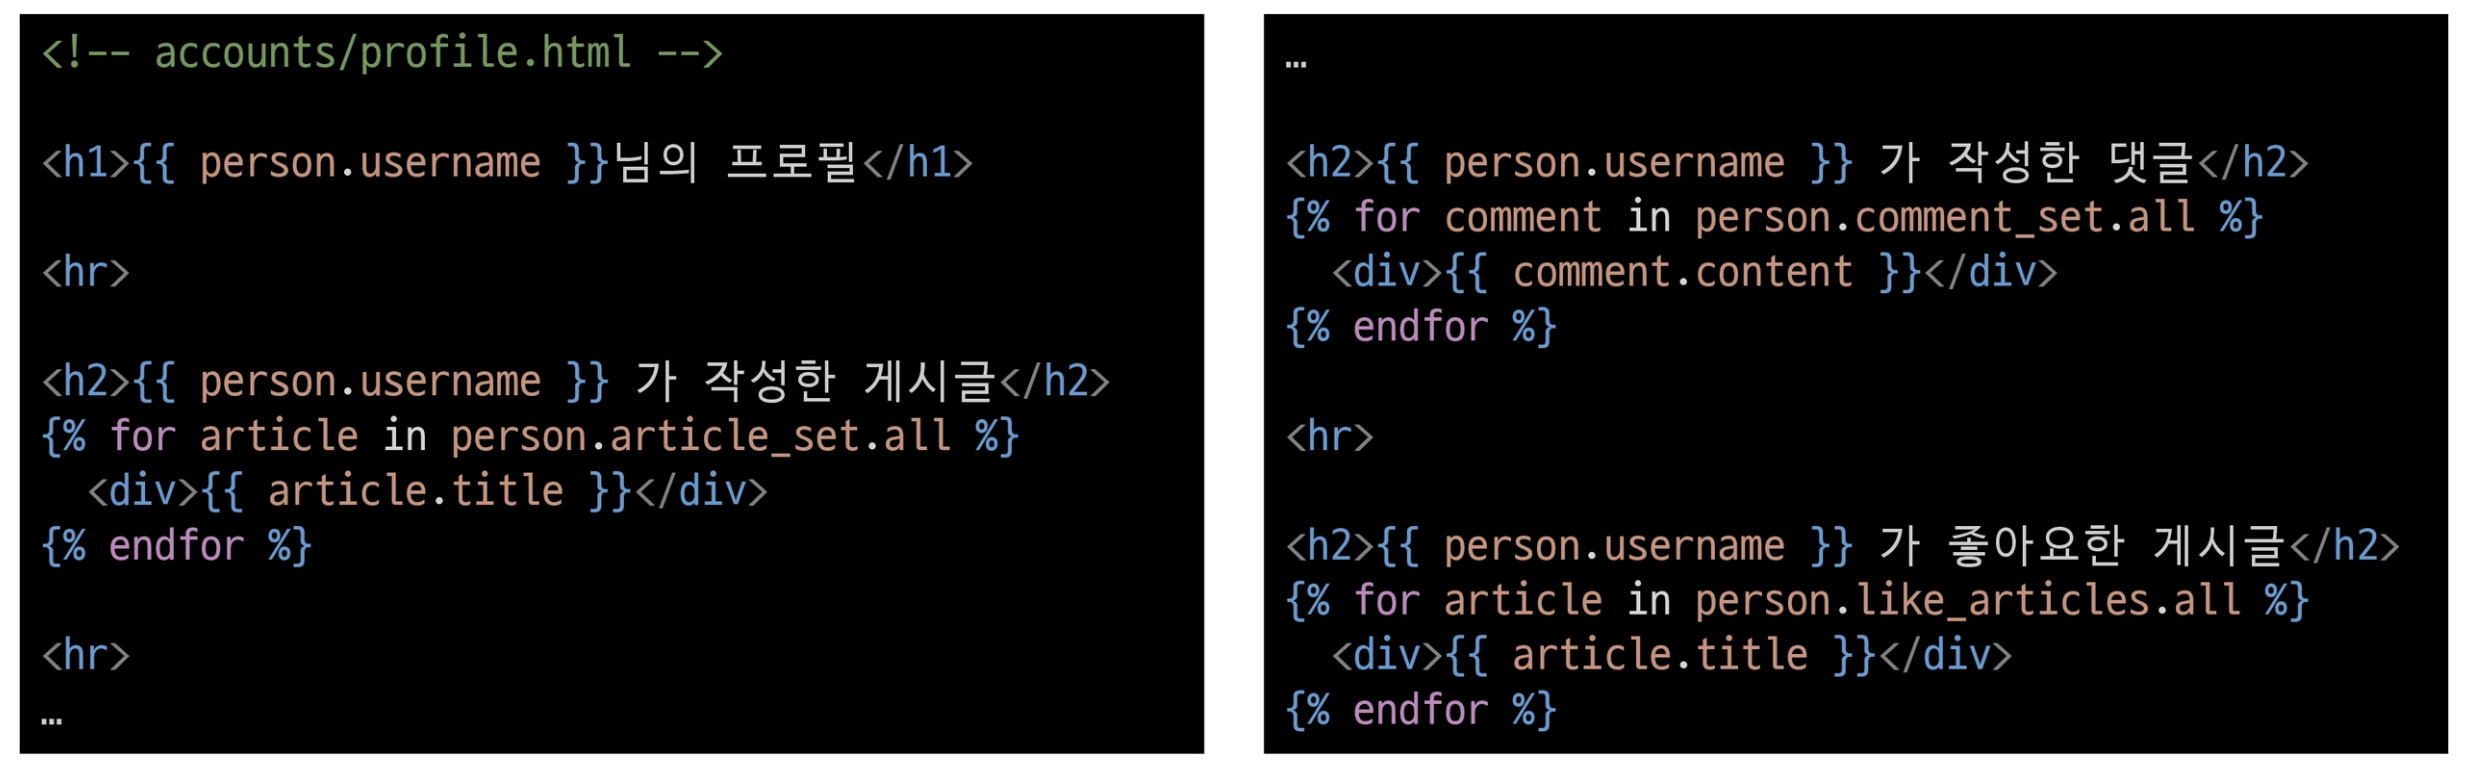 <!-- accounts/profile.html -->
<h1>{{ person.username }}님의 프로필</h1>
<hr>
<h2>{{ person.username }} 가 작성한 게시글</h2>
{% for article in person.article_set.all %}
  <div>{{ article.title }}</div>
{% endfor %}
<hr>
…
…
<h2>{{ person.username }} 가 작성한 댓글</h2>
{% for comment in person.comment_set.all %}
  <div>{{ comment.content }}</div>
{% endfor %}
<hr>
<h2>{{ person.username }} 가 좋아요한 게시글</h2>
{% for article in person.like_articles.all %}
  <div>{{ article.title }}</div>
{% endfor %}